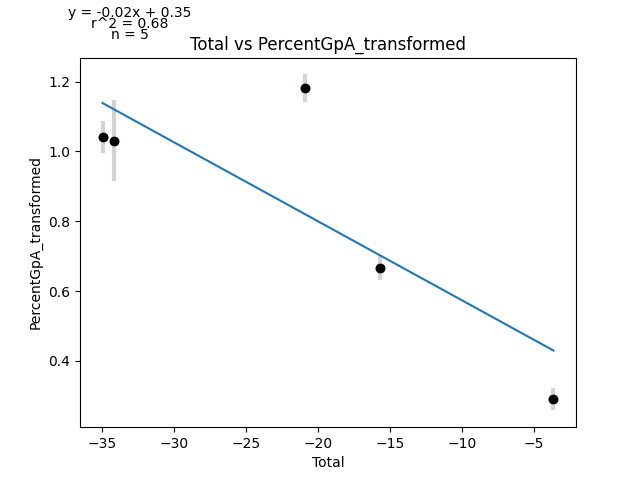 y = -0.02x + 0.35
r^2 = 0.68
n = 5
Total vs PercentGpA_transformed
PercentGpA_transformed
1.2
1.0
0.8
0.6
0.4
−35
−30
−25
−20
−15
−10
−5
Total